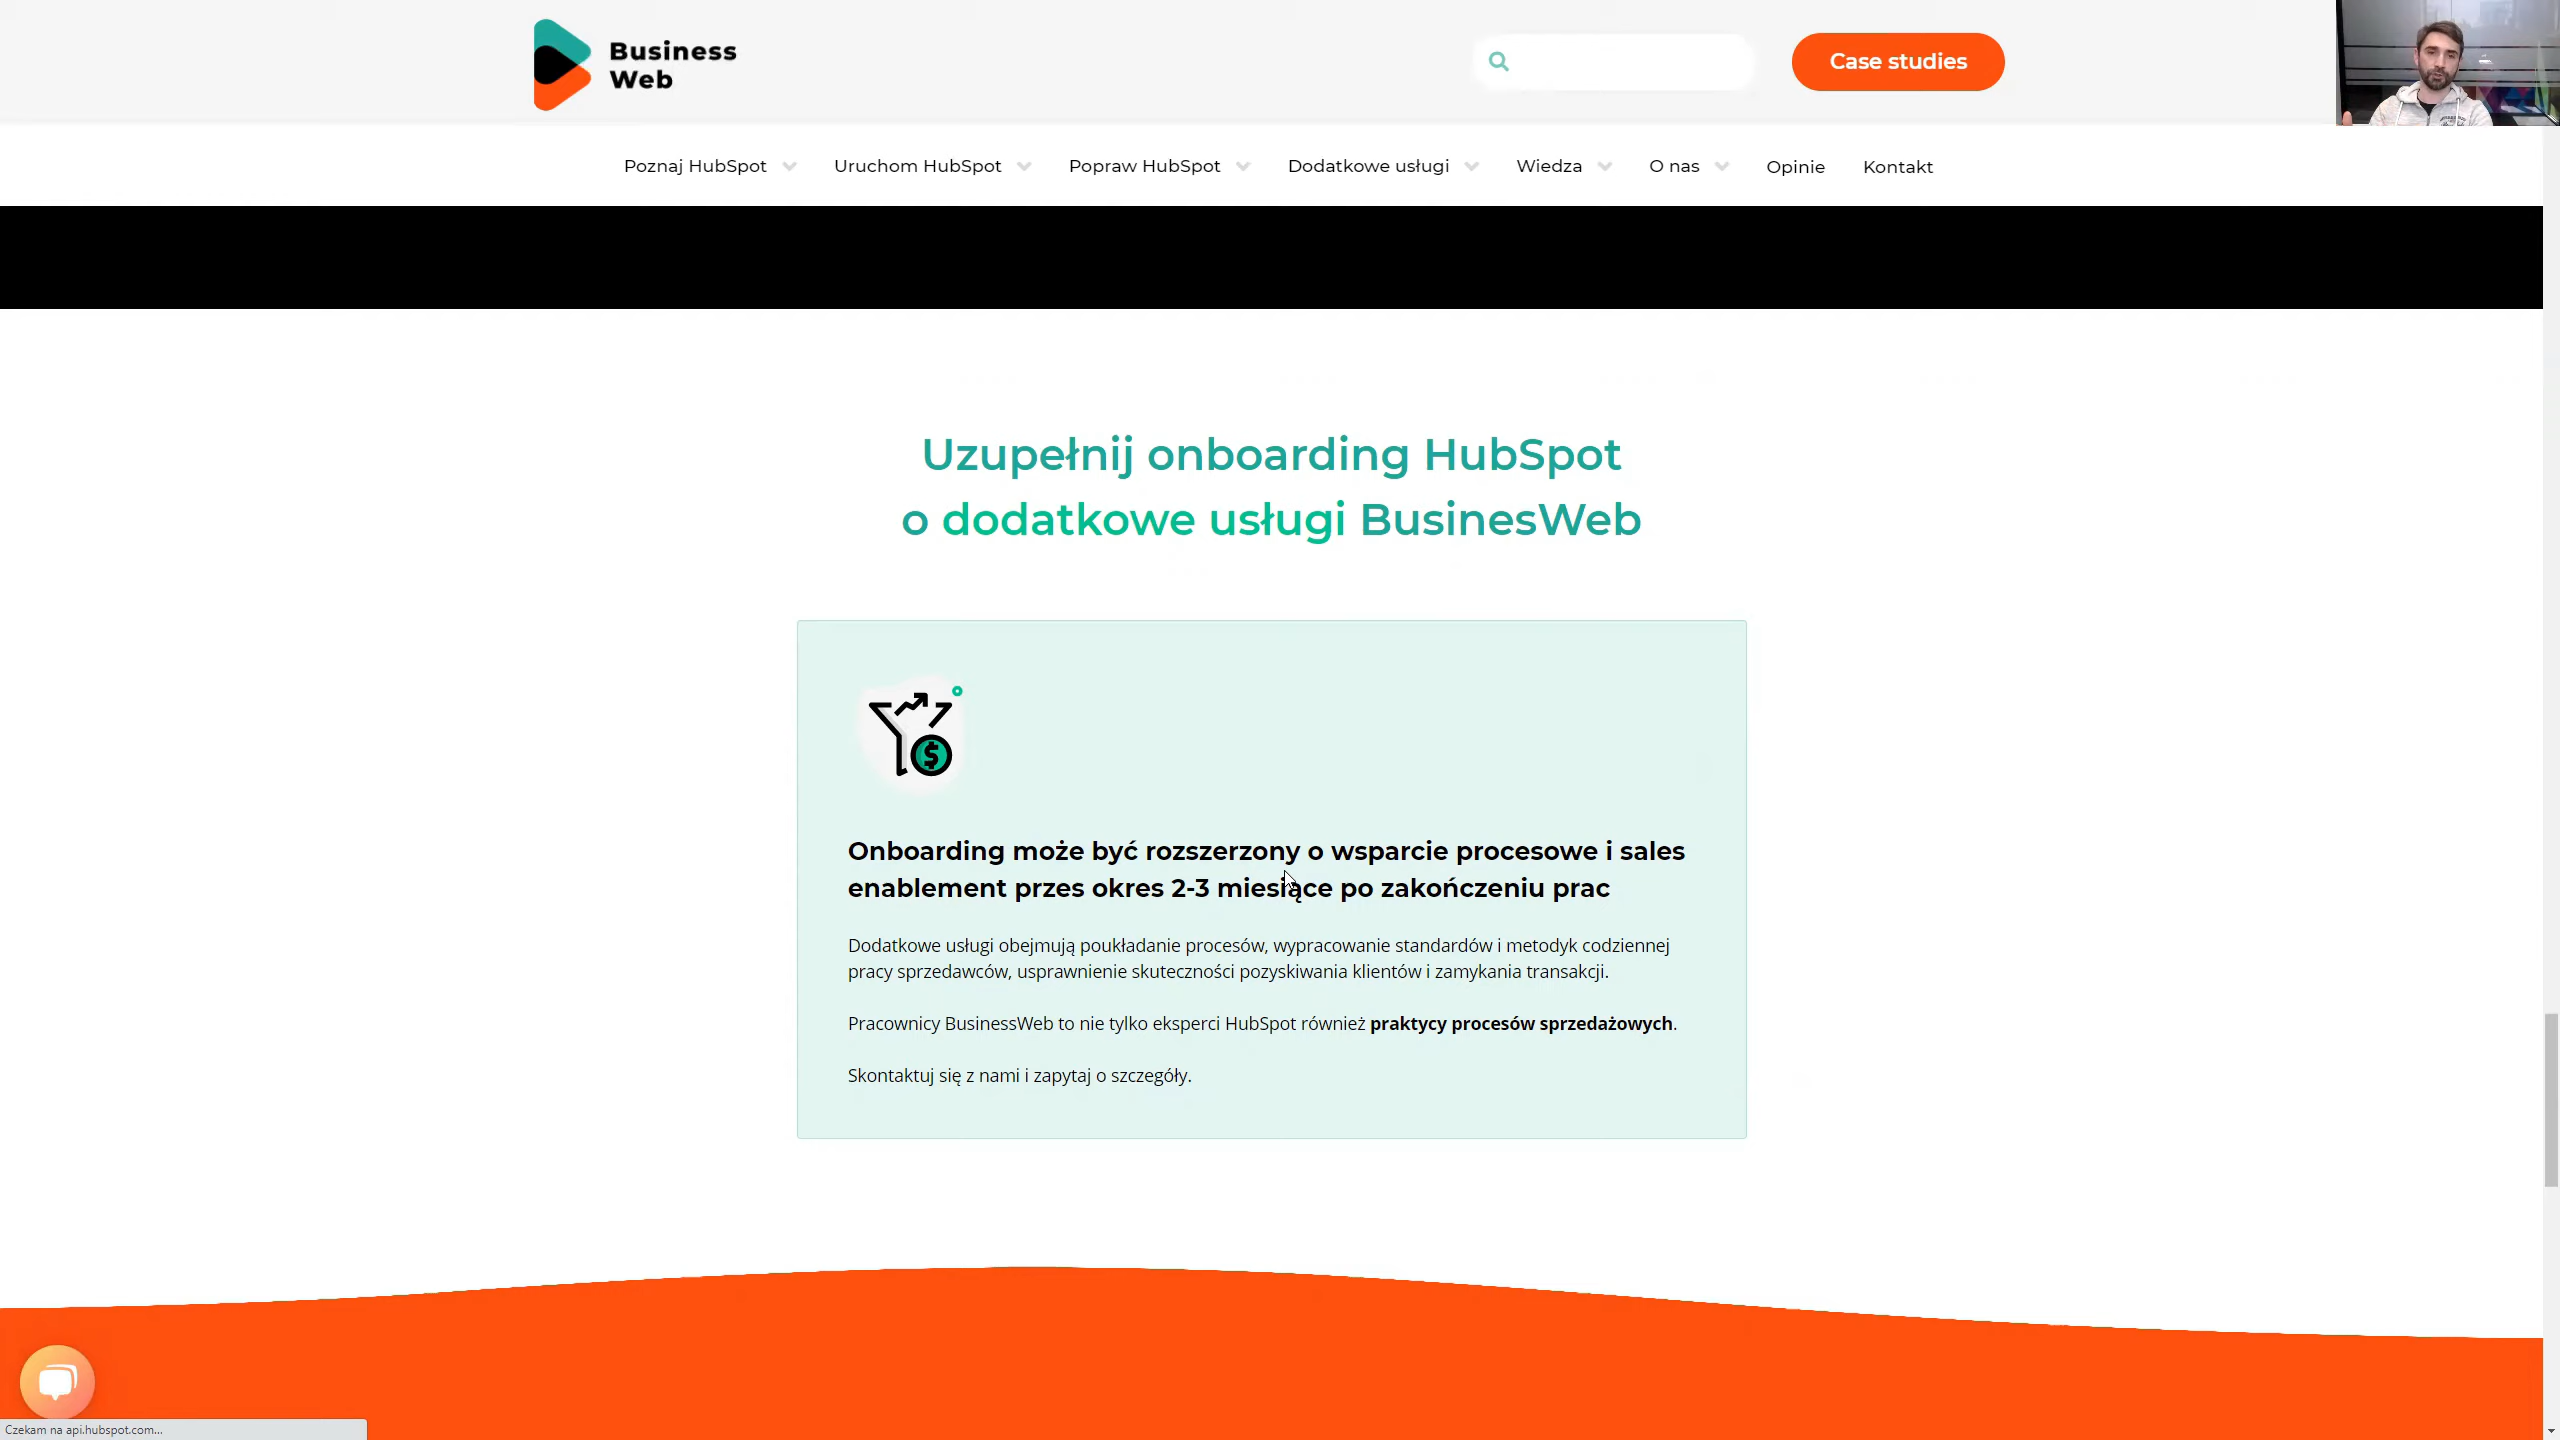 Business
Web
Case studies
Poznaj HubSpot
Uruchom HubSpot
Popraw HubSpot
Dodatkowe usługi
Wiedza
O nas
Opinie
Kontakt
Uzupełnij onboarding HubSpot
o dodatkowe usługi BusinesWeb
Onboarding może być rozszerzony o wsparcie procesowe i sales
enablement przes okres 2-3 miesiące po zakończeniu prac
Dodatkowe usługi obejmują poukładanie procesów, wypracowanie standardów i metodyk codziennej
pracy sprzedawców, usprawnienie skuteczności pozyskiwania klientów i zamykania transakcji.
Pracownicy BusinessWeb to nie tylko eksperci HubSpot również praktycy procesów sprzedażowych.
Skontaktuj się z nami i zapytaj o szczegóły.
Czekam na api.hubspot.com...